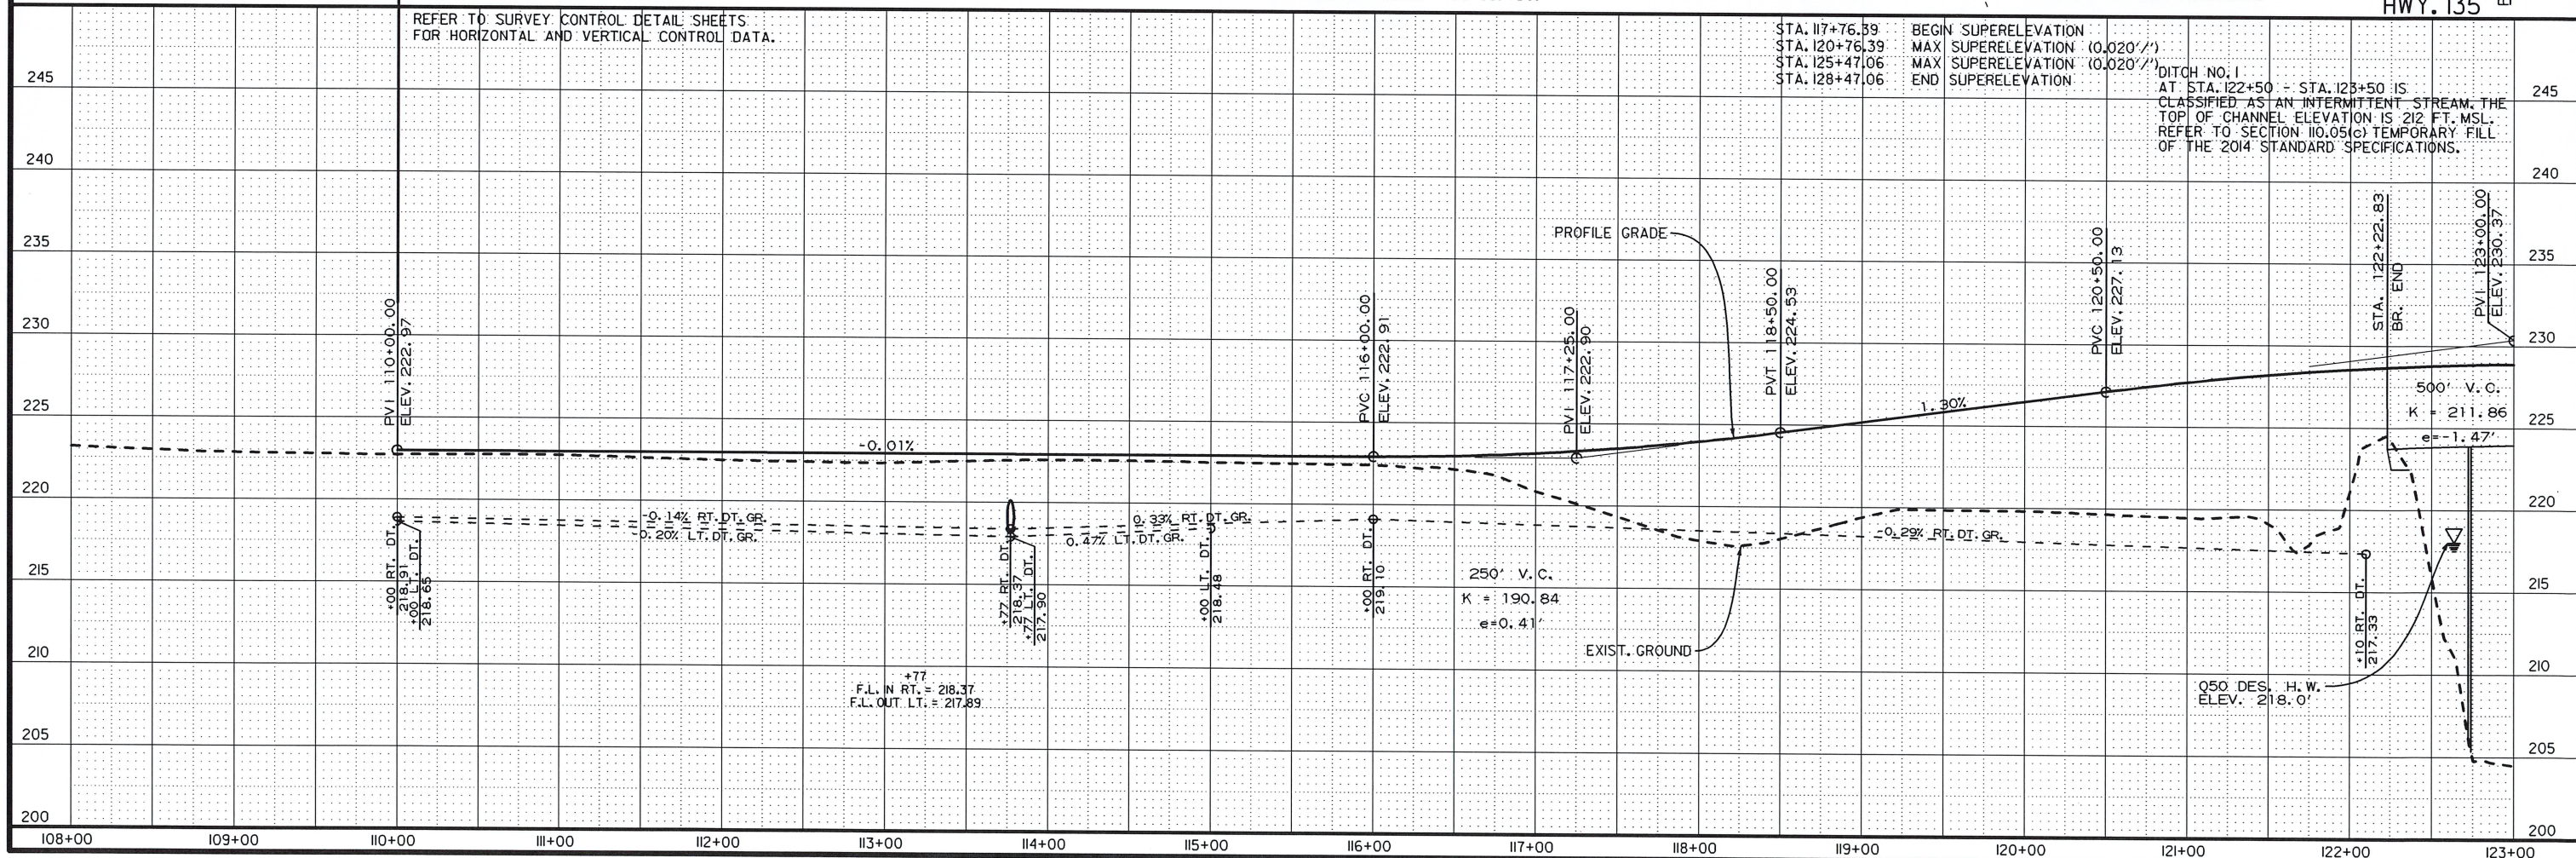 HWY. 135
REFER TO SURVEY CONTROL DETAIL SHEETS
FOR HORIZONTAL AND VERTICAL CONTROL DATA.
STA. 117+76.39 BEGIN SUPERELEVATION
STA. 120+76.39 MAX SUPERELEVATION (0.020'/')
STA. 125+47.06 MAX SUPERELEVATION (0.020'/')
STA. 128+47.06 END SUPERELEVATION
DITCH NO. 1
AT STA. 122+50 - STA. 123+50 IS
CLASSIFIED AS AN INTERMITTENT STREAM. THE
TOP OF CHANNEL ELEVATION IS 212 FT. MSL.
REFER TO SECTION 110.05(c) TEMPORARY FILL
OF THE 2014 STANDARD SPECIFICATIONS.
245
240
235
230
225
220
215
210
205
200
245
240
235
230
225
220
215
210
205
200
PVI 110+00.00
ELEV. 222.97
PVC 116+00.00
ELEV. 222.91
PVI 117+25.00
ELEV. 222.90
PVT 118+50.00
ELEV. 224.53
PVC 120+50.00
ELEV. 227.13
STA. 122+22.83
BR. END
PVI 123+00.00
ELEV. 230.37
PROFILE GRADE
-0.01%
1.30%
500' V.C.
K = 211.86
e=-1.47'
-0.14% RT. DT. GR.
-0.20% LT. DT. GR.
0.33% RT. DT. GR.
0.47% LT. DT. GR.
-0.29% RT. DT. GR.
+00 RT. DT.
218.91
+00 LT. DT.
218.65
+77 RT. DT.
218.37
+77 LT. DT.
217.90
+00 LT. DT.
218.48
+00 RT. DT.
219.10
+10 RT. DT.
217.33
250' V.C.
K = 190.84
e=0.41'
EXIST. GROUND
+77
F.L. IN RT. = 218.37
F.L. OUT LT. = 217.89
Q50 DES. H.W.
ELEV. 218.0'
108+00 109+00 110+00 111+00 112+00 113+00 114+00 115+00 116+00 117+00 118+00 119+00 120+00 121+00 122+00 123+00